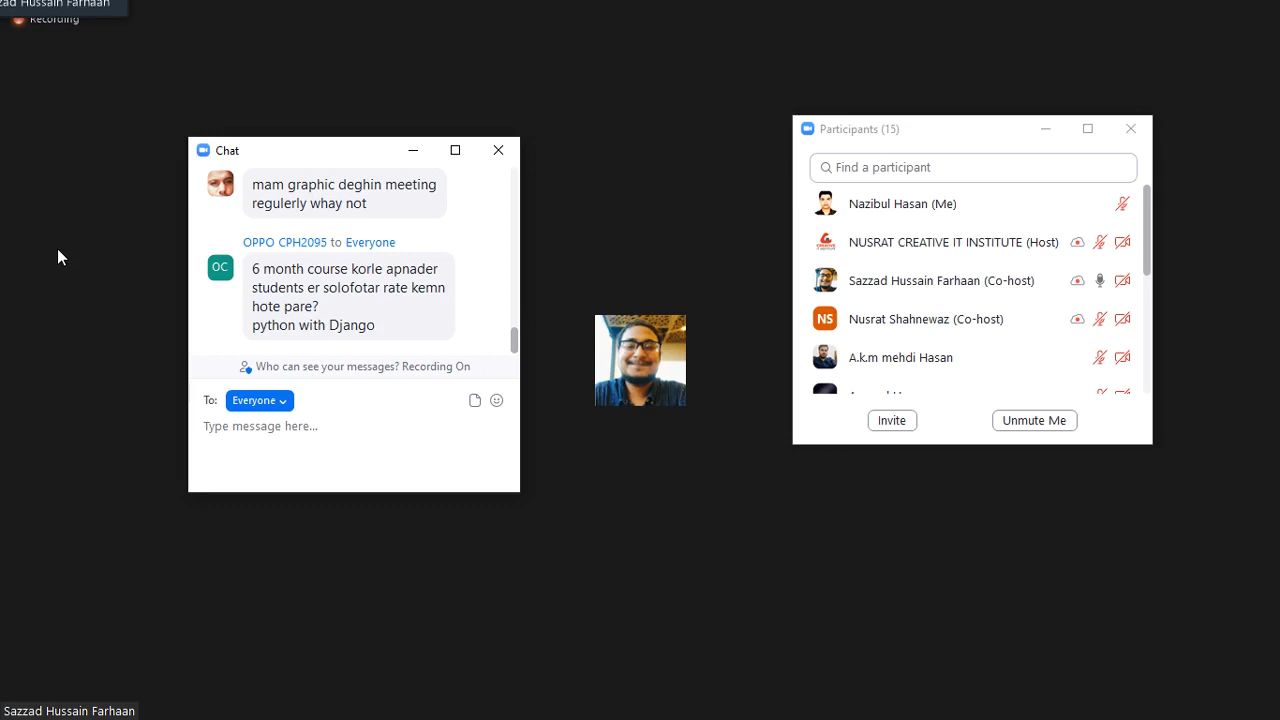 zad Hussain Farhaan
Recording
Chat
mam graphic deghin meeting
regulerly whay not
OPPO CPH2095 to Everyone
OC
6 month course korle apnader
students er solofotar rate kemn
hote pare?
python with Django
Who can see your messages? Recording On
To: Everyone
Type message here...
Participants (15)
Find a participant
Nazibul Hasan (Me)
NUSRAT CREATIVE IT INSTITUTE (Host)
Sazzad Hussain Farhaan (Co-host)
NS Nusrat Shahnewaz (Co-host)
A.k.m mehdi Hasan
Invite
Unmute Me
Sazzad Hussain Farhaan